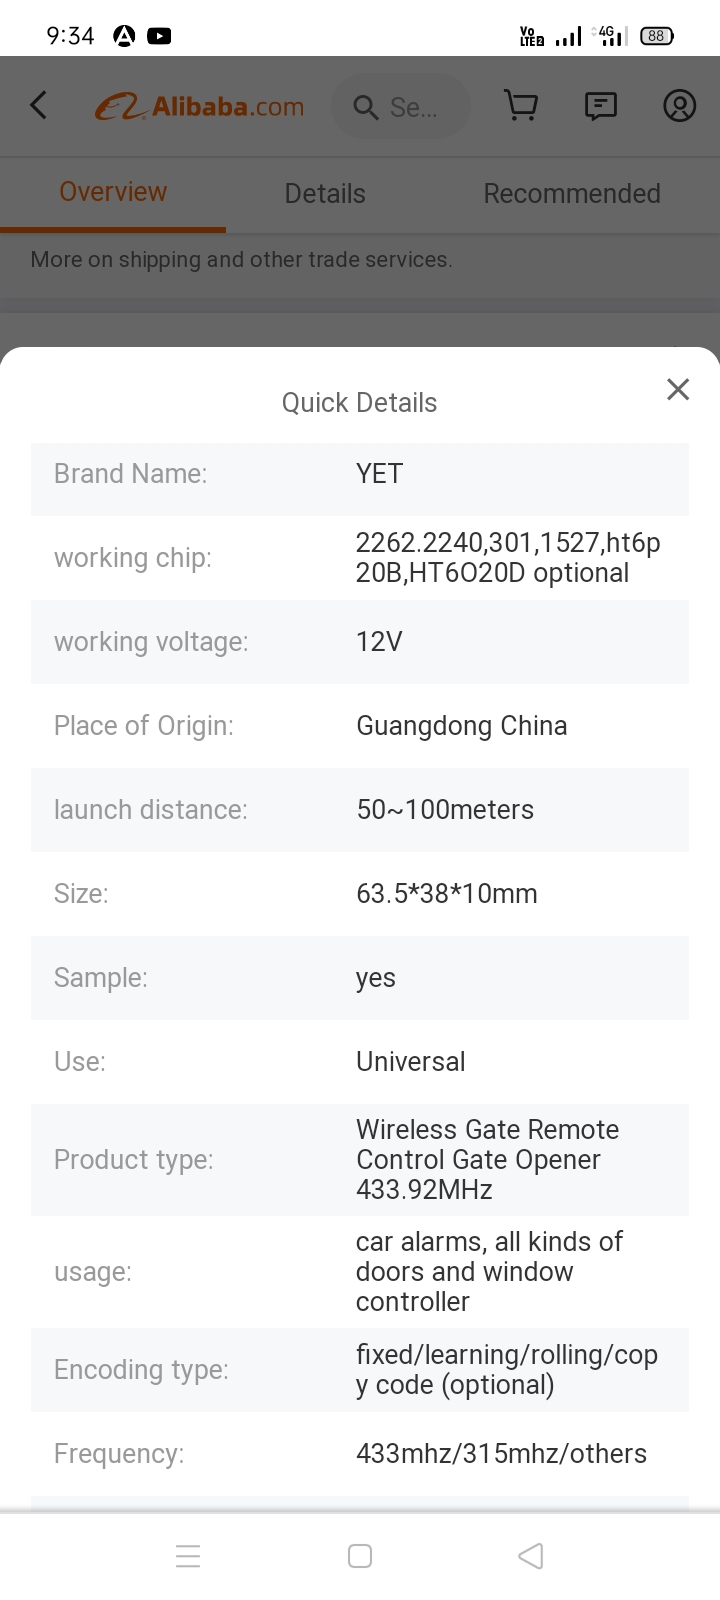 9:34
Vo LTE2
4G
88
Alibaba.com
Se...
Overview
Details
Recommended
More on shipping and other trade services.
Quick Details
Brand Name:
YET
working chip:
2262.2240,301,1527,ht6p
20B,HT6O20D optional
working voltage:
12V
Place of Origin:
Guangdong China
launch distance:
50~100meters
Size:
63.5*38*10mm
Sample:
yes
Use:
Universal
Product type:
Wireless Gate Remote
Control Gate Opener
433.92MHz
usage:
car alarms, all kinds of
doors and window
controller
Encoding type:
fixed/learning/rolling/cop
y code (optional)
Frequency:
433mhz/315mhz/others